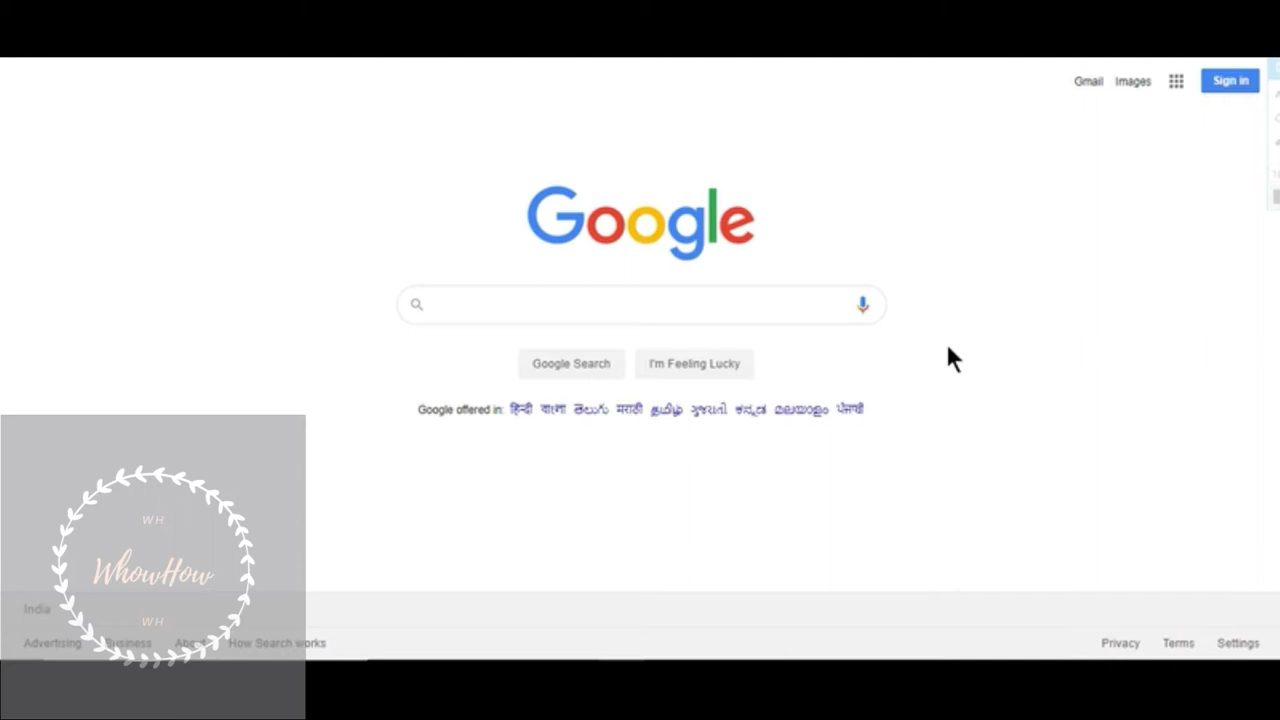 Gmail Images Sign in
Google
Google Search I'm Feeling Lucky
Google offered in: हिन्दी বাংলা తెలుగు मराठी தமிழ் ગુજરાતી ಕನ್ನಡ മലയാളം ਪੰਜਾਬੀ
WH
WhowHow
WH
India
Advertising Business About How Search works Privacy Terms Settings